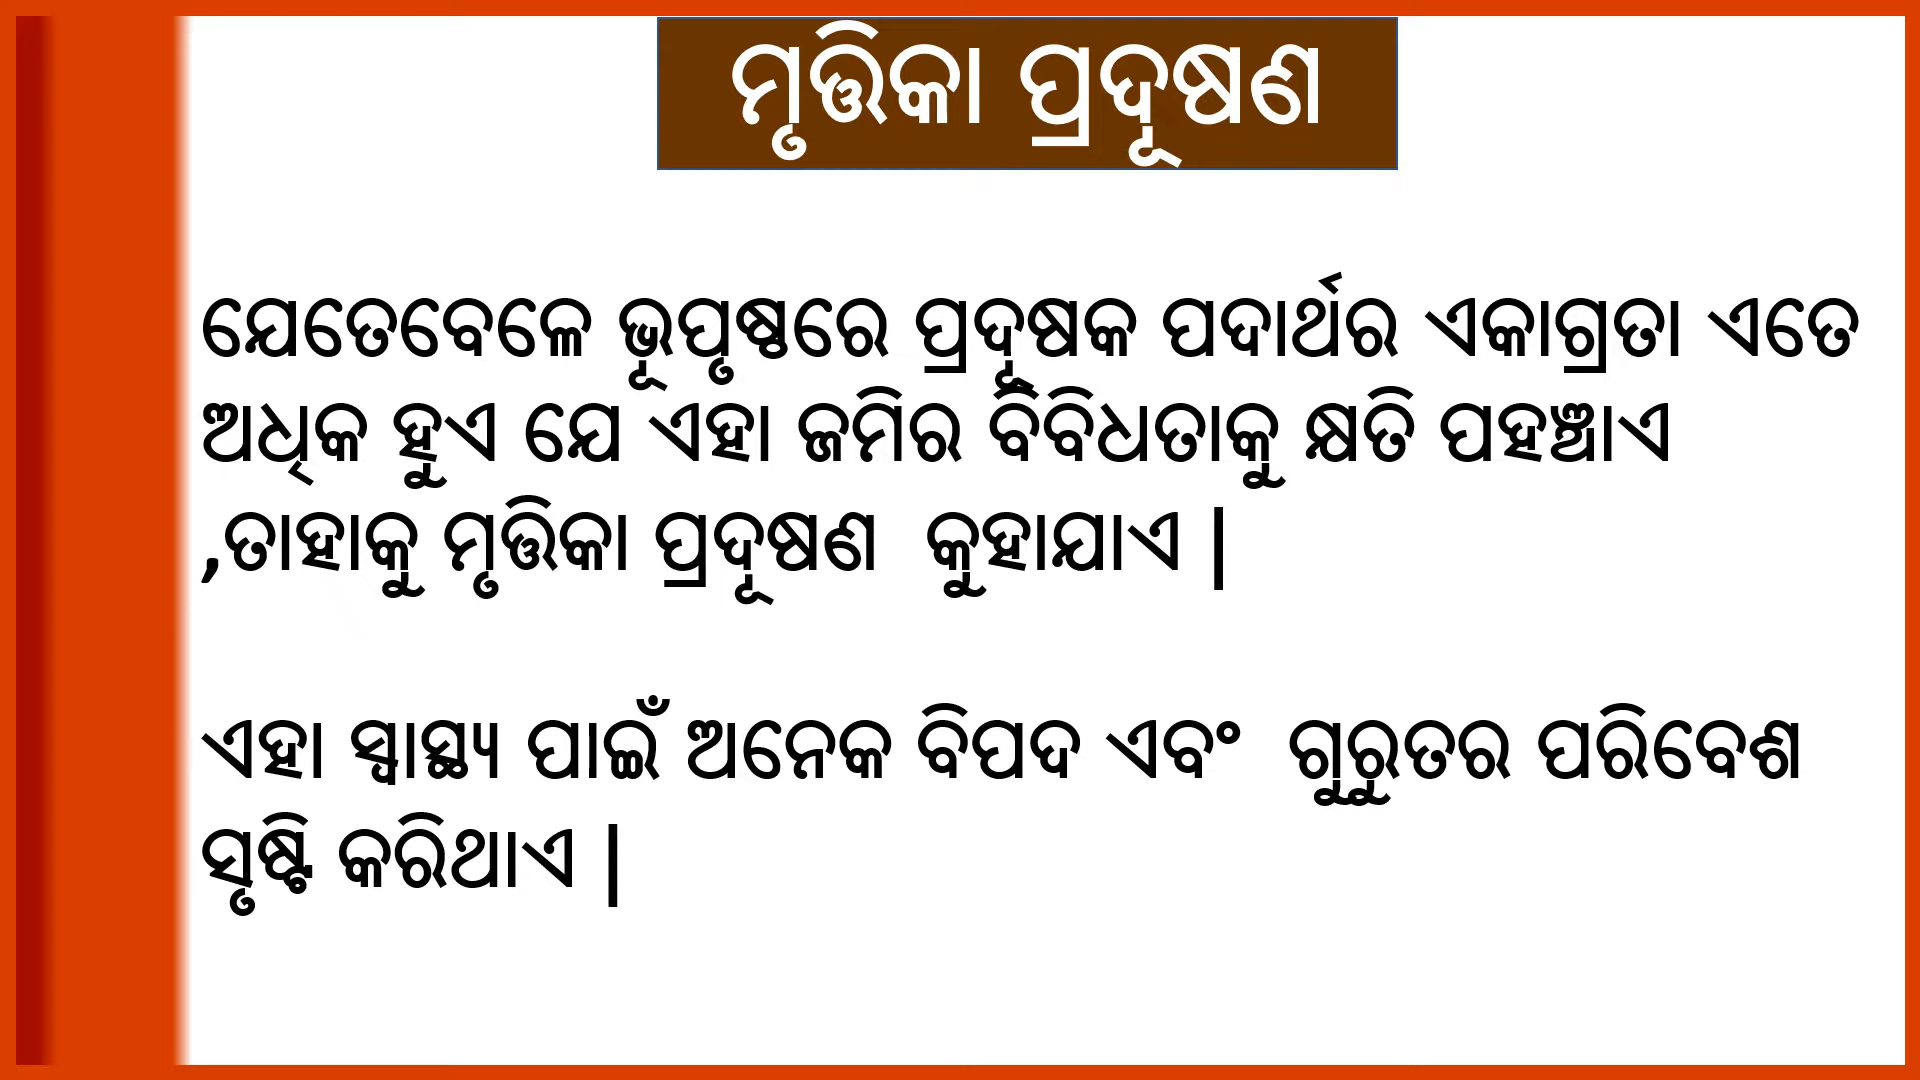 ମୃତ୍ତିକା ପ୍ରଦୂଷଣ
ଯେତେବେଳେ ଭୂପୃଷ୍ଠରେ ପ୍ରଦୂଷକ ପଦାର୍ଥର ଏକାଗ୍ରତା ଏତେ
ଅଧିକ ହୁଏ ଯେ ଏହା ଜମିର ବିବିଧତାକୁ କ୍ଷତି ପହଞ୍ଚାଏ
,ତାହାକୁ ମୃତ୍ତିକା ପ୍ରଦୂଷଣ  କୁହାଯାଏ |
ଏହା ସ୍ୱାସ୍ଥ୍ୟ ପାଇଁ ଅନେକ ବିପଦ ଏବଂ  ଗୁରୁତର ପରିବେଶ
ସୃଷ୍ଟି କରିଥାଏ |